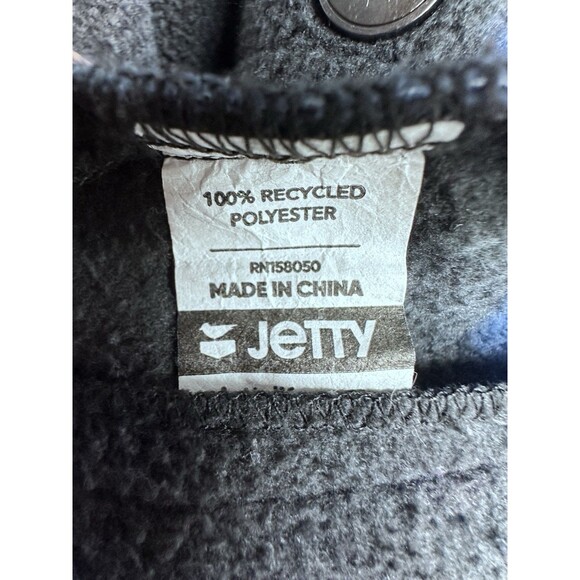 100% RECYCLED
POLYESTER
RN158050
MADE IN CHINA
JETTY